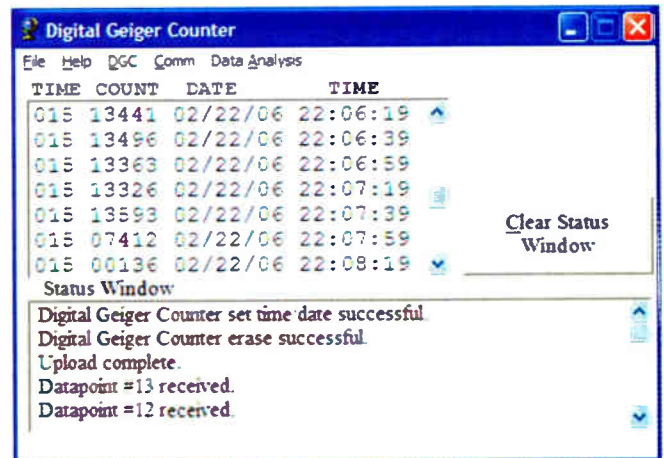 Digital Geiger Counter
File Help DGC Comm Data Analysis
TIME COUNT DATE TIME
015 13441 02/22/06 22:06:19
015 13496 02/22/06 22:06:39
015 13363 02/22/06 22:06:59
015 13326 02/22/06 22:07:19
015 13593 02/22/06 22:07:39
015 07412 02/22/06 22:07:59
015 00136 02/22/06 22:08:19
Clear Status
Window
Status Window
Digital Geiger Counter set time date successful.
Digital Geiger Counter erase successful.
Upload complete.
Datapoint =13 received.
Datapoint =12 received.